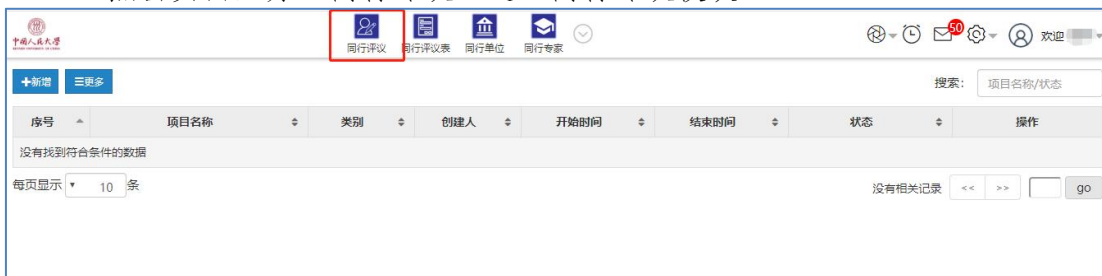 中国人民大学
同行评议 同行评议表 同行单位 同行专家
50
欢迎
+新增 三更多 搜索: 项目名称/状态
序号 项目名称 类别 创建人 开始时间 结束时间 状态 操作
没有找到符合条件的数据
每页显示 10 条 没有相关记录 << >> go